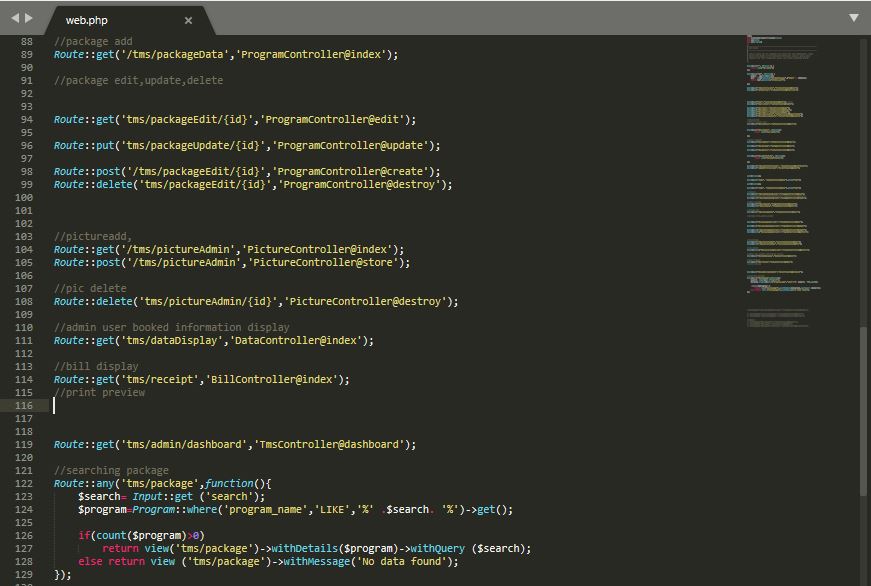 web.php ×
88 //package add
89 Route::get('/tms/packageData','ProgramController@index');
90
91 //package edit,update,delete
92
93
94 Route::get('tms/packageEdit/{id}','ProgramController@edit');
95
96 Route::put('tms/packageUpdate/{id}','ProgramController@update');
97
98 Route::post('/tms/packageEdit/{id}','ProgramController@create');
99 Route::delete('tms/packageEdit/{id}','ProgramController@destroy');
100
101
102
103 //pictureadd,
104 Route::get('/tms/pictureAdmin','PictureController@index');
105 Route::post('/tms/pictureAdmin','PictureController@store');
106
107 //pic delete
108 Route::delete('tms/pictureAdmin/{id}','PictureController@destroy');
109
110 //admin user booked information display
111 Route::get('tms/dataDisplay','DataController@index');
112
113 //bill display
114 Route::get('tms/receipt','BillController@index');
115 //print preview
116
117
118
119 Route::get('tms/admin/dashboard','TmsController@dashboard');
120
121 //searching package
122 Route::any('tms/package',function(){
123 $search= Input::get ('search');
124 $program=Program::where('program_name','LIKE','%' .$search. '%')->get();
125
126 if(count($program)>0)
127 return view('tms/package')->withDetails($program)->withQuery ($search);
128 else return view ('tms/package')->withMessage('No data found');
129 });